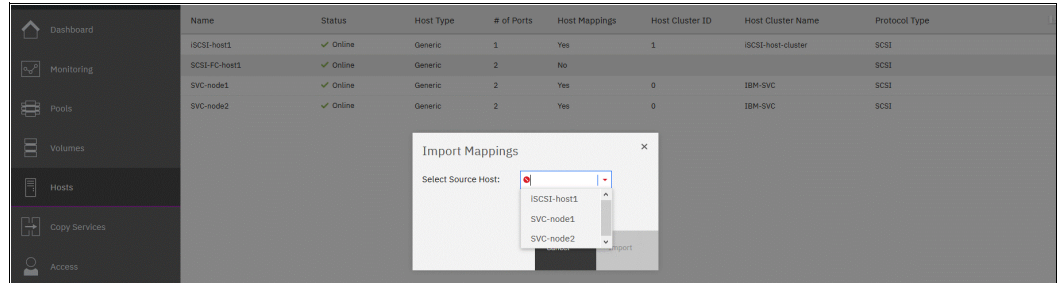 Name Status Host Type # of Ports Host Mappings Host Cluster ID Host Cluster Name Protocol Type
Dashboard
iSCSI-host1 Online Generic 1 Yes 1 iSCSI-host-cluster SCSI
SCSI-FC-host1 Online Generic 2 No SCSI
Monitoring
SVC-node1 Online Generic 2 Yes 0 IBM-SVC SCSI
SVC-node2 Online Generic 2 Yes 0 IBM-SVC SCSI
Pools
Volumes
Import Mappings
Select Source Host:
Hosts
iSCSI-host1
SVC-node1
Copy Services
SVC-node2
Cancel Import
Access